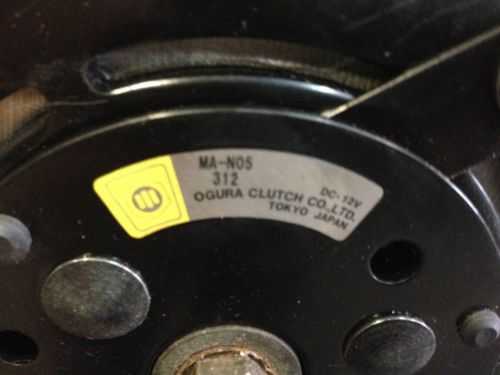 MA-N05
312
DC-12V
OGURA CLUTCH CO.,LTD.
TOKYO JAPAN